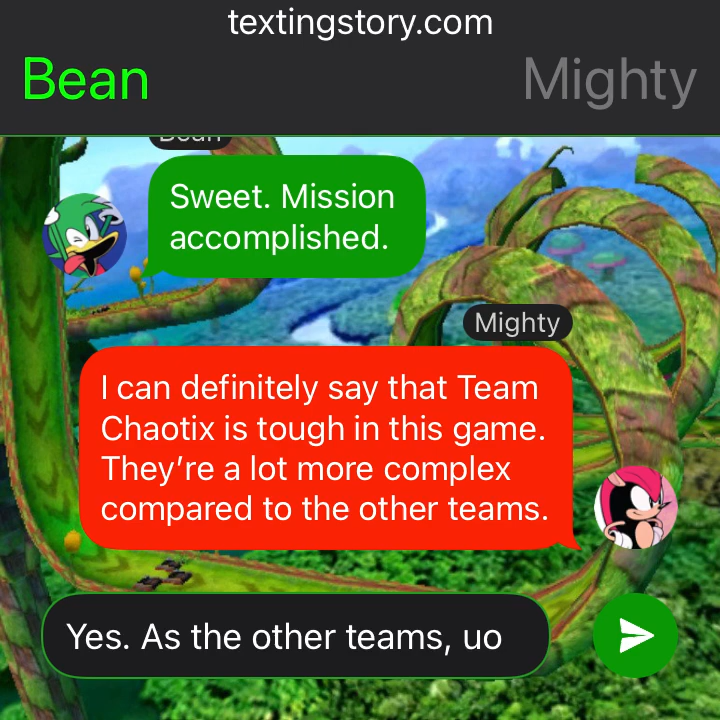 textingstory.com
Bean
Mighty
Bean
Sweet. Mission
accomplished.
Mighty
I can definitely say that Team
Chaotix is tough in this game.
They’re a lot more complex
compared to the other teams.
Yes. As the other teams, uo